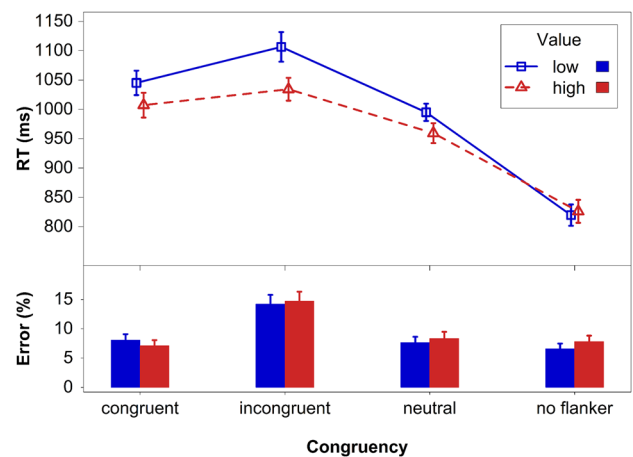 1150
1100
1050
1000
950
900
850
800
RT (ms)
Value
low
high
15
10
5
0
Error (%)
congruent
incongruent
neutral
no flanker
Congruency